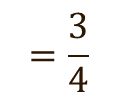 = 3/4